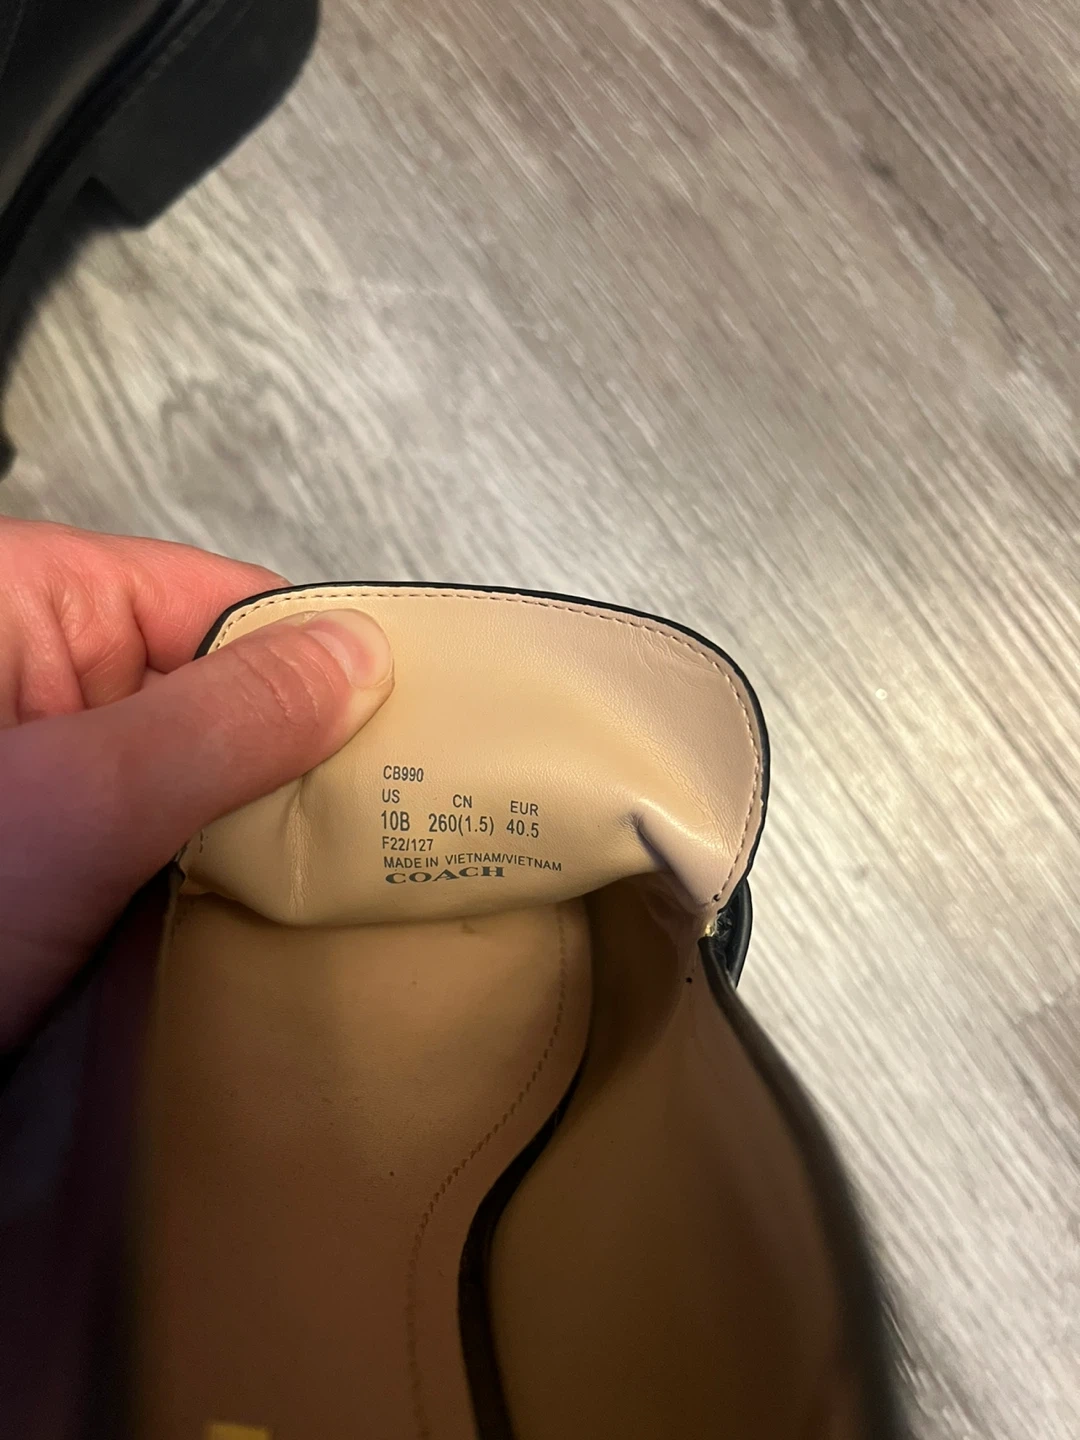 CB990
US CN EUR
10B 260(1.5) 40.5
F22/127
MADE IN VIETNAM/VIETNAM
COACH